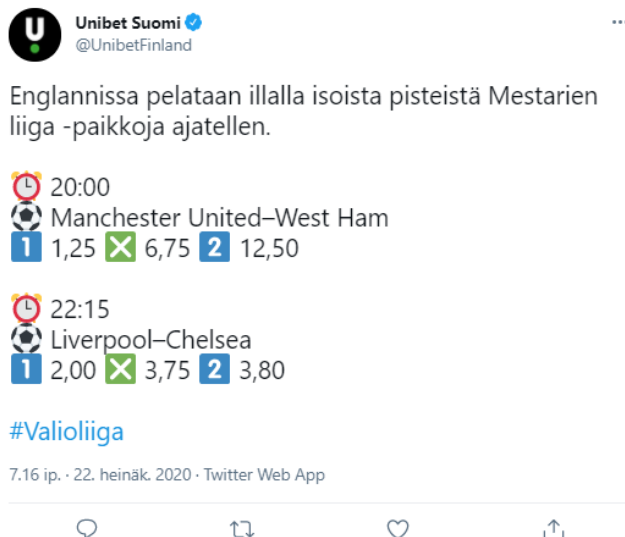 Unibet Suomi
@UnibetFinland
Englannissa pelataan illalla isoista pisteistä Mestarien
liiga -paikkoja ajatellen.
⏰ 20:00
⚽ Manchester United–West Ham
1️⃣ 1,25 ❎ 6,75 2️⃣ 12,50
⏰ 22:15
⚽ Liverpool–Chelsea
1️⃣ 2,00 ❎ 3,75 2️⃣ 3,80
#Valioliiga
7.16 ip. · 22. heinäk. 2020 · Twitter Web App